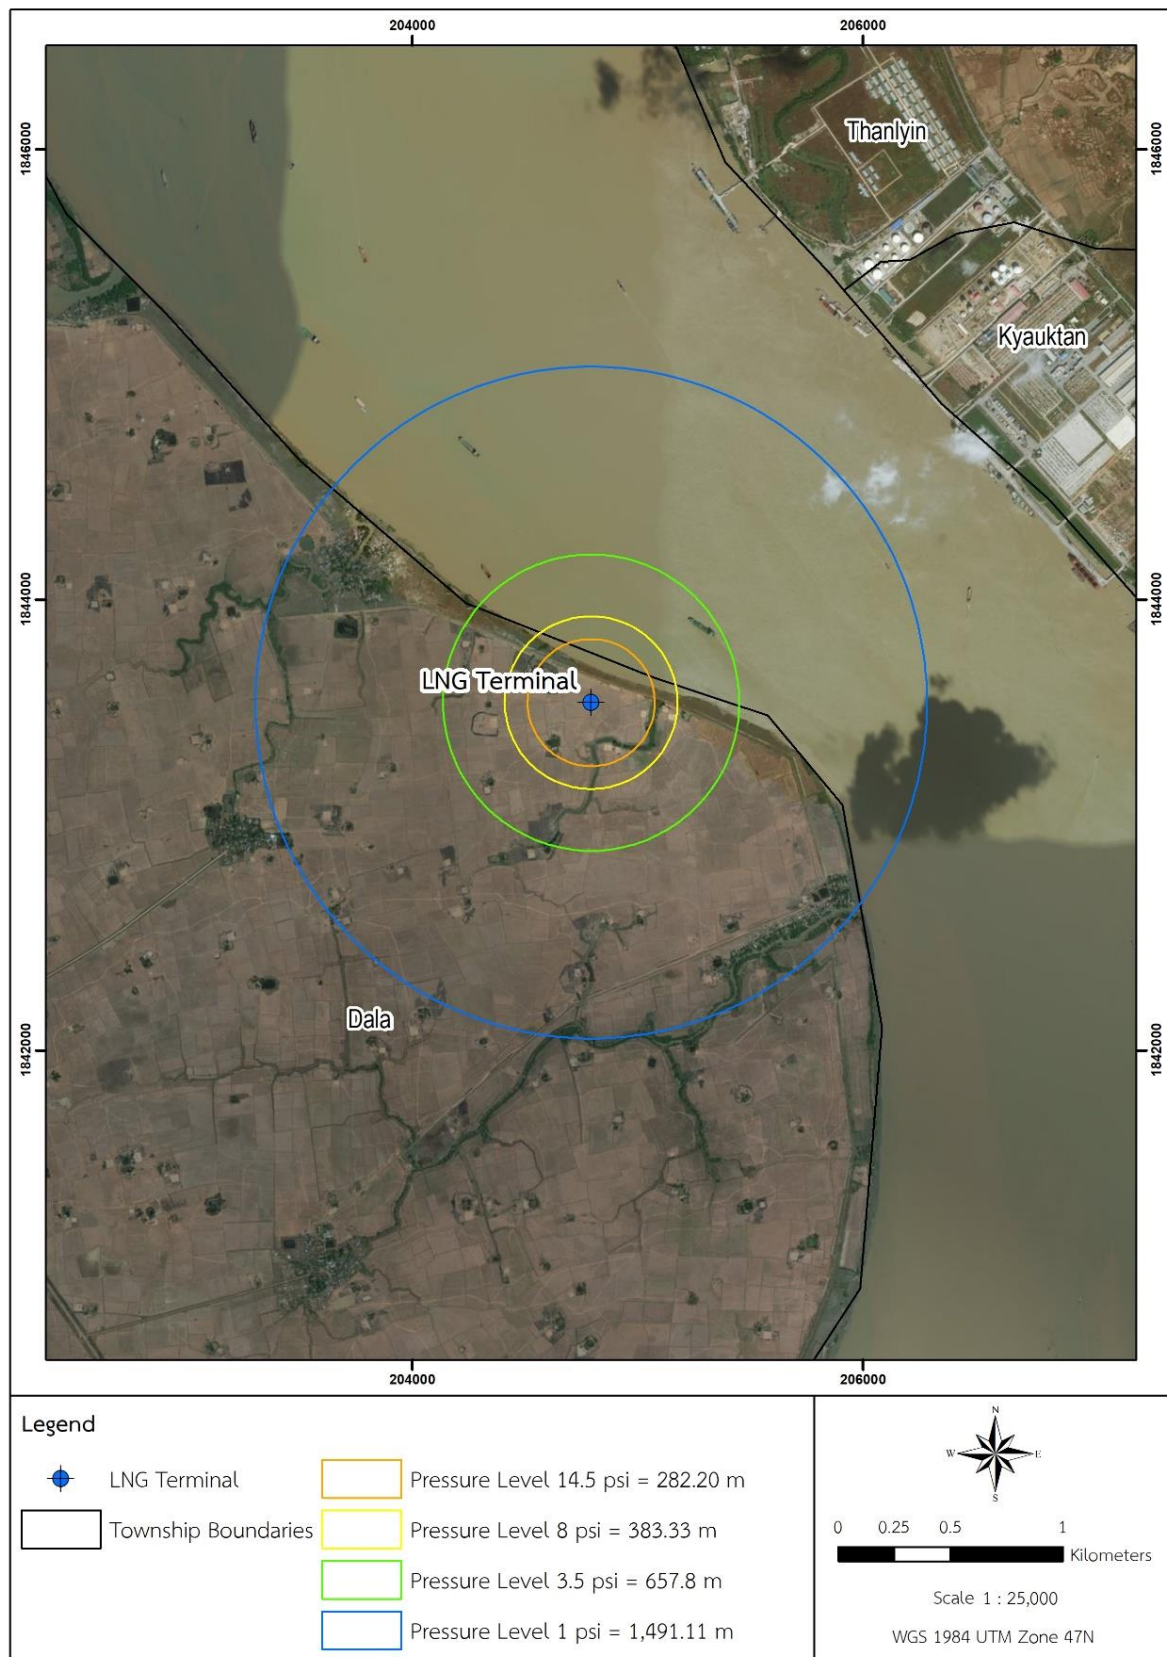 204000
206000
1846000
1846000
Thanlyin
Kyauktan
1844000
1844000
LNG Terminal
Dala
1842000
1842000
204000
206000
Legend
LNG Terminal
Township Boundaries
Pressure Level 14.5 psi = 282.20 m
Pressure Level 8 psi = 383.33 m
Pressure Level 3.5 psi = 657.8 m
Pressure Level 1 psi = 1,491.11 m
N
W
E
S
0 0.25 0.5 1
Kilometers
Scale 1 : 25,000
WGS 1984 UTM Zone 47N